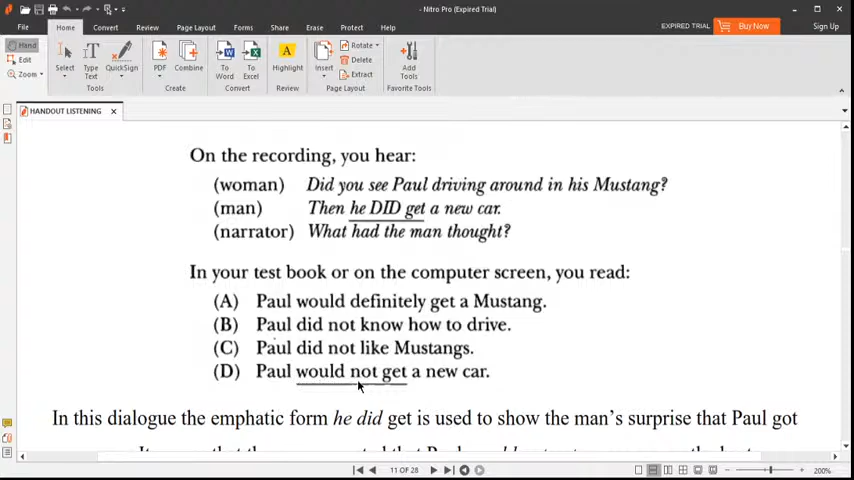 - Nitro Pro (Expired Trial)
File Home Convert Review Page Layout Forms Share Erase Protect Help EXPIRED TRIAL Buy Now Sign Up
Hand
Edit
Zoom
Select Type Text QuickSign PDF Combine To Word To Excel Highlight Insert Rotate Delete Extract Add Tools
Tools Create Convert Review Page Layout Favorite Tools
HANDOUT LISTENING
On the recording, you hear:
(woman) Did you see Paul driving around in his Mustang?
(man) Then he DID get a new car.
(narrator) What had the man thought?
In your test book or on the computer screen, you read:
(A) Paul would definitely get a Mustang.
(B) Paul did not know how to drive.
(C) Paul did not like Mustangs.
(D) Paul would not get a new car.
In this dialogue the emphatic form he did get is used to show the man's surprise that Paul got
11 OF 28
200%